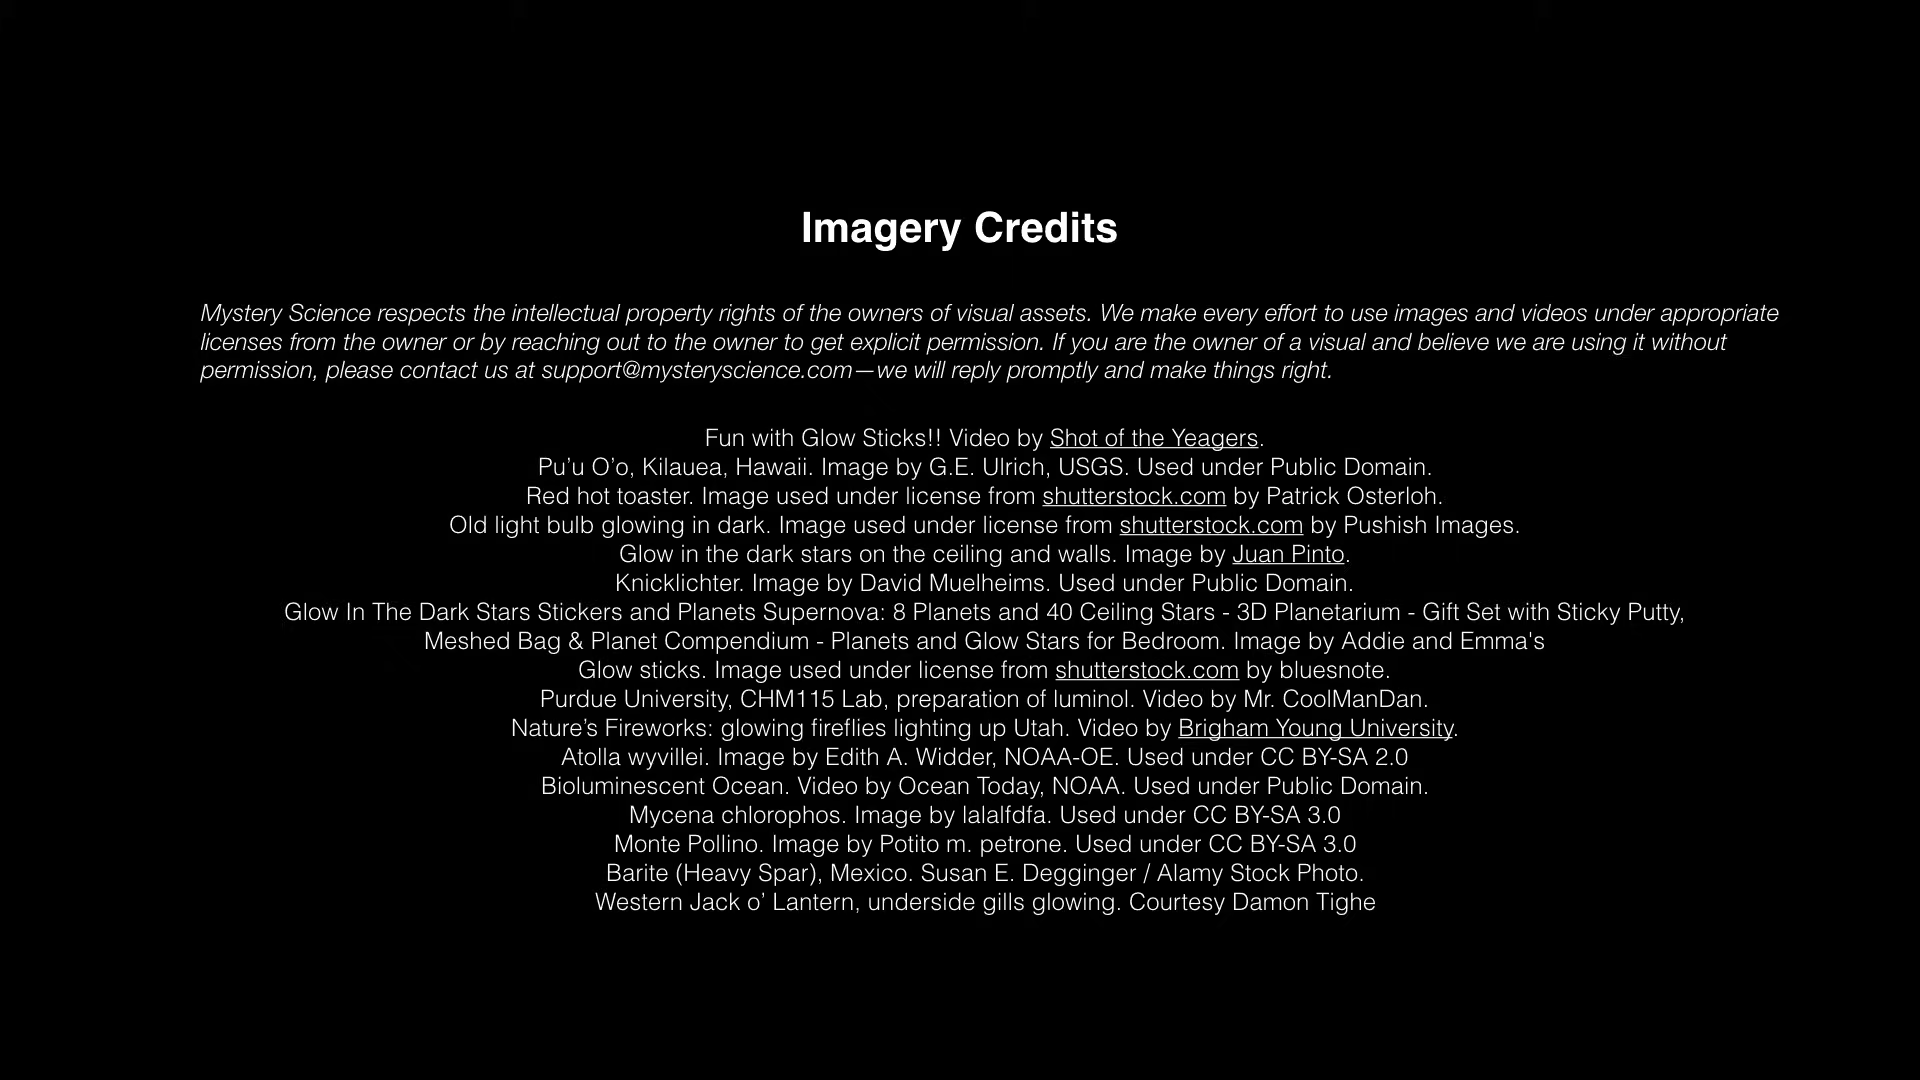 Imagery Credits
Mystery Science respects the intellectual property rights of the owners of visual assets. We make every effort to use images and videos under appropriate
licenses from the owner or by reaching out to the owner to get explicit permission. If you are the owner of a visual and believe we are using it without
permission, please contact us at support@mysteryscience.com—we will reply promptly and make things right.
Fun with Glow Sticks!! Video by Shot of the Yeagers.
Pu’u O’o, Kilauea, Hawaii. Image by G.E. Ulrich, USGS. Used under Public Domain.
Red hot toaster. Image used under license from shutterstock.com by Patrick Osterloh.
Old light bulb glowing in dark. Image used under license from shutterstock.com by Pushish Images.
Glow in the dark stars on the ceiling and walls. Image by Juan Pinto.
Knicklichter. Image by David Muelheims. Used under Public Domain.
Glow In The Dark Stars Stickers and Planets Supernova: 8 Planets and 40 Ceiling Stars - 3D Planetarium - Gift Set with Sticky Putty,
Meshed Bag & Planet Compendium - Planets and Glow Stars for Bedroom. Image by Addie and Emma's
Glow sticks. Image used under license from shutterstock.com by bluesnote.
Purdue University, CHM115 Lab, preparation of luminol. Video by Mr. CoolManDan.
Nature’s Fireworks: glowing fireflies lighting up Utah. Video by Brigham Young University.
Atolla wyvillei. Image by Edith A. Widder, NOAA-OE. Used under CC BY-SA 2.0
Bioluminescent Ocean. Video by Ocean Today, NOAA. Used under Public Domain.
Mycena chlorophos. Image by lalalfdfa. Used under CC BY-SA 3.0
Monte Pollino. Image by Potito m. petrone. Used under CC BY-SA 3.0
Barite (Heavy Spar), Mexico. Susan E. Degginger / Alamy Stock Photo.
Western Jack o’ Lantern, underside gills glowing. Courtesy Damon Tighe